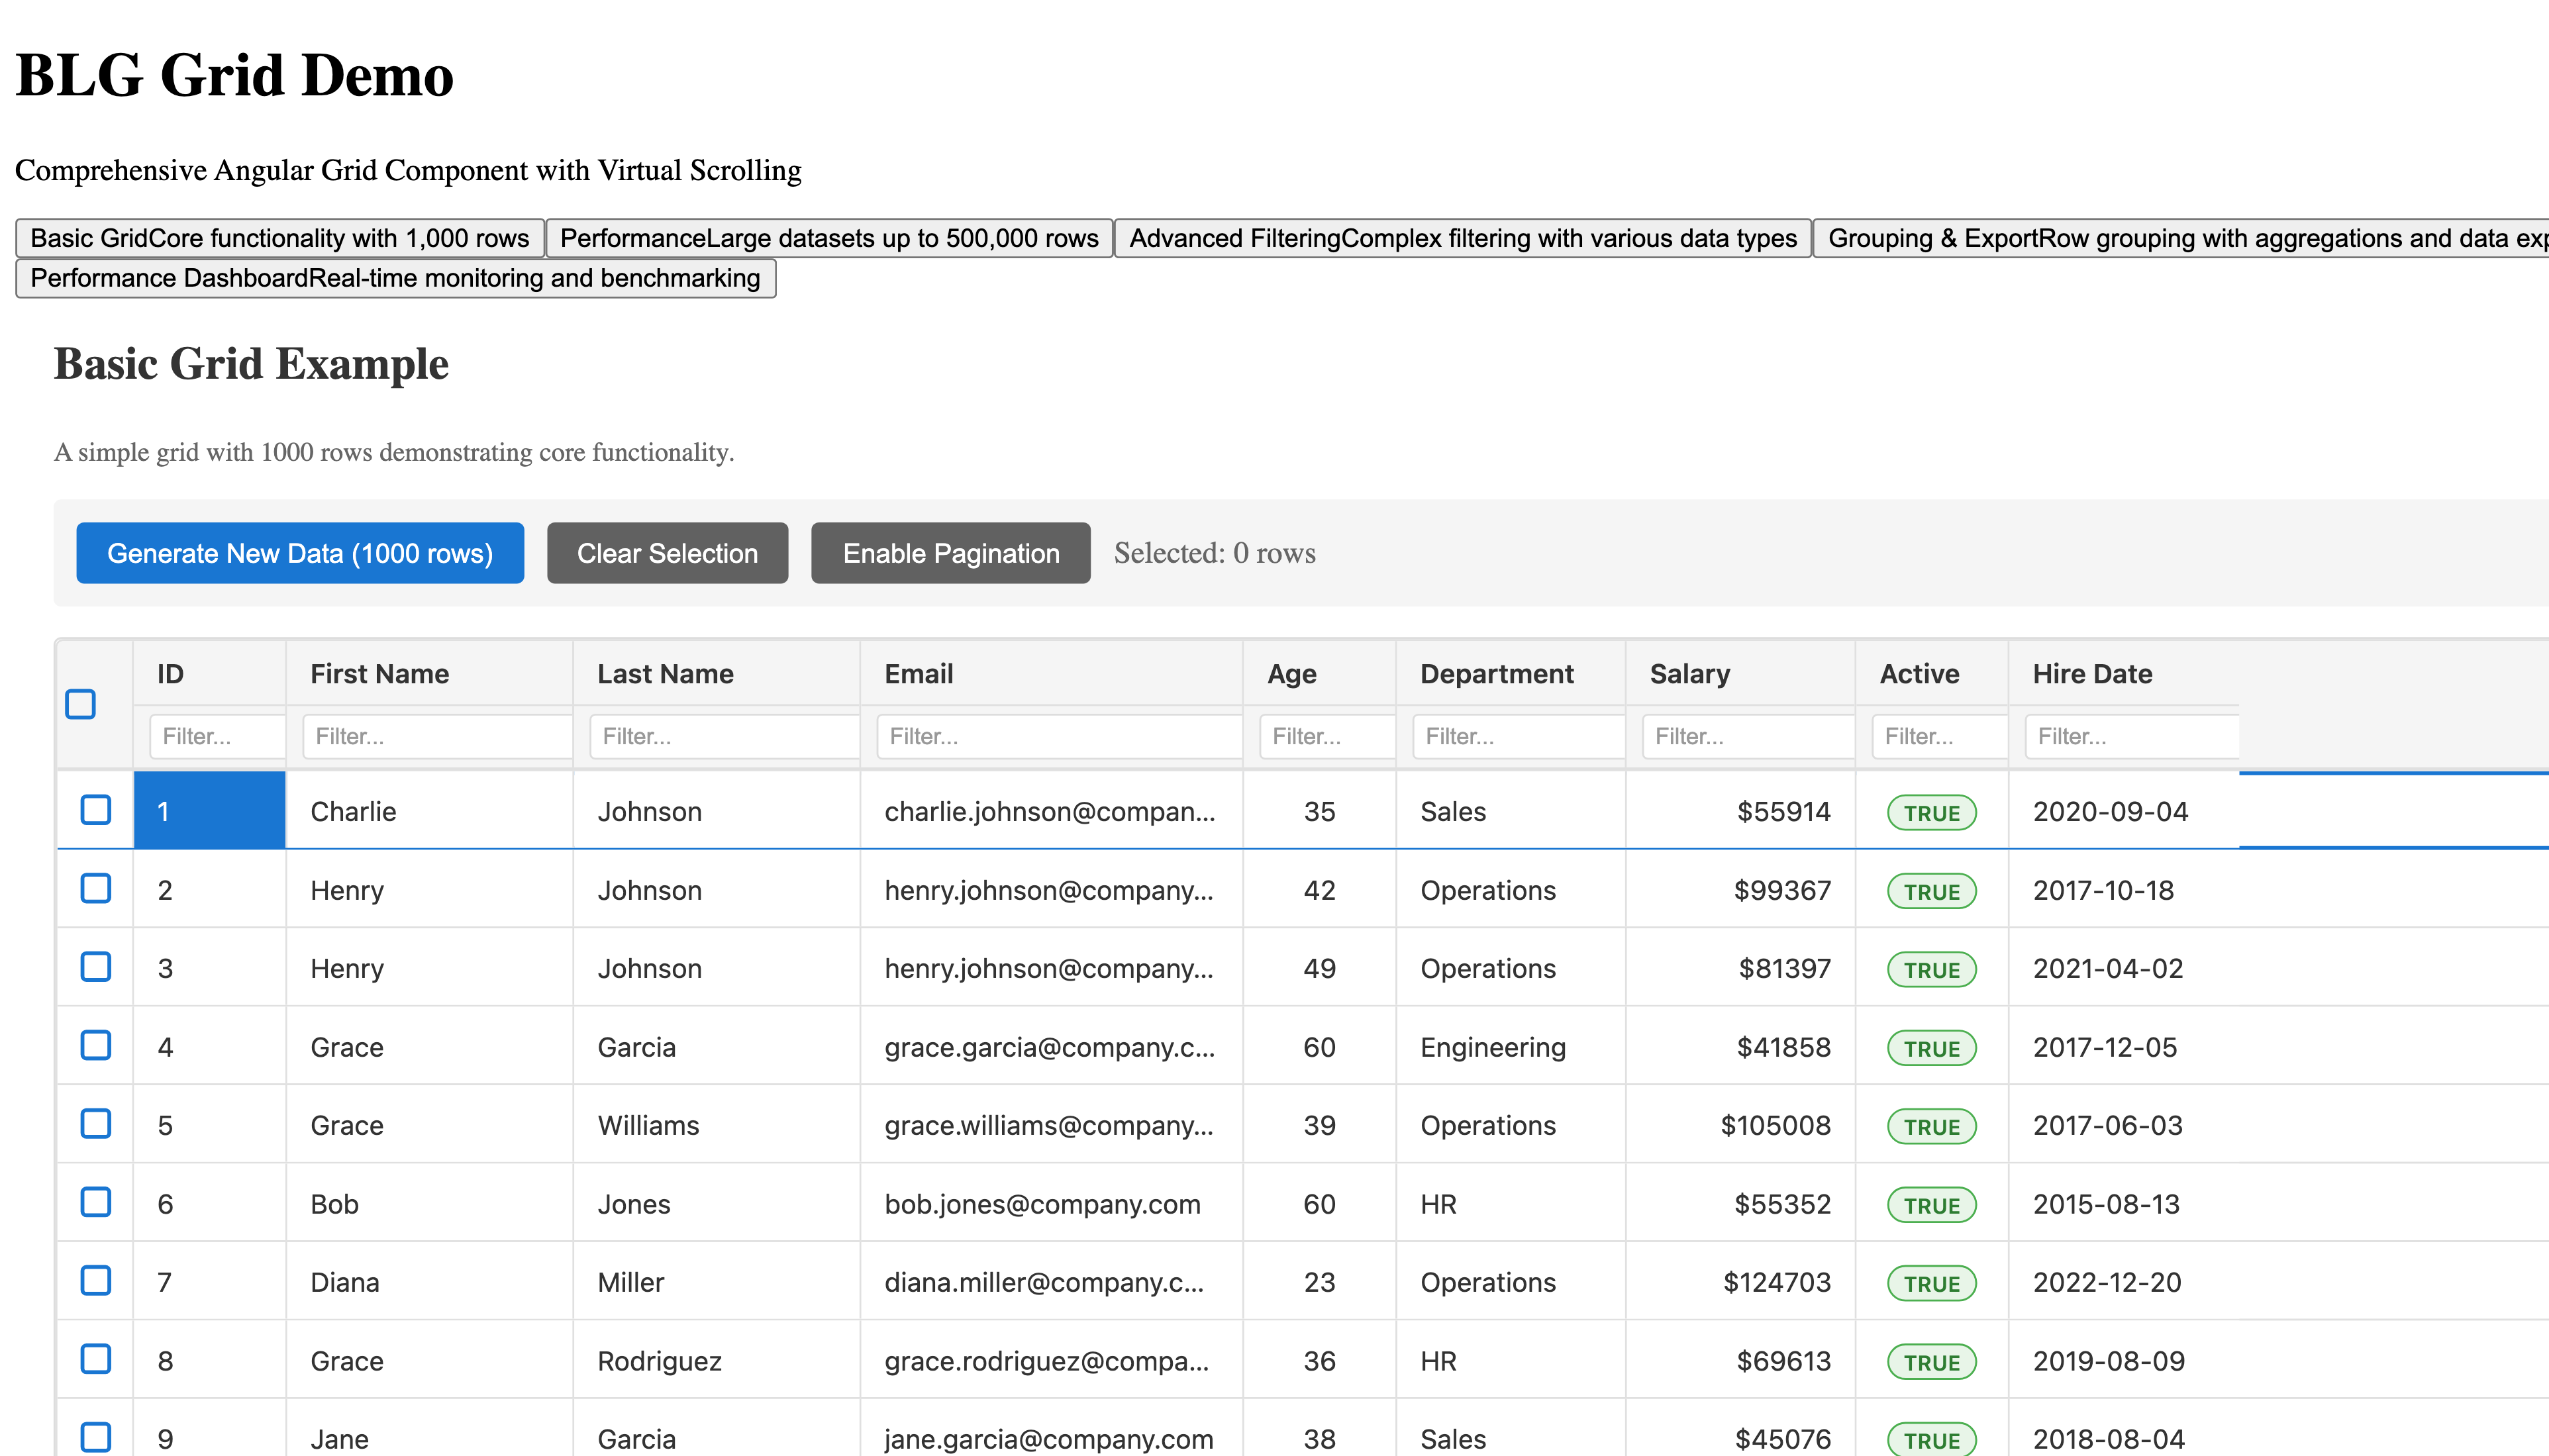 BLG Grid Demo
Comprehensive Angular Grid Component with Virtual Scrolling
Basic GridCore functionality with 1,000 rows PerformanceLarge datasets up to 500,000 rows Advanced FilteringComplex filtering with various data types Grouping & ExportRow grouping with aggregations and data
Performance DashboardReal-time monitoring and benchmarking
Basic Grid Example
A simple grid with 1000 rows demonstrating core functionality.
Generate New Data (1000 rows) Clear Selection Enable Pagination Selected: 0 rows
ID First Name Last Name Email Age Department Salary Active Hire Date
Filter... Filter... Filter... Filter... Filter... Filter... Filter... Filter... Filter...
1 Charlie Johnson charlie.johnson@compan... 35 Sales $55914 TRUE 2020-09-04
2 Henry Johnson henry.johnson@company... 42 Operations $99367 TRUE 2017-10-18
3 Henry Johnson henry.johnson@company... 49 Operations $81397 TRUE 2021-04-02
4 Grace Garcia grace.garcia@company.c... 60 Engineering $41858 TRUE 2017-12-05
5 Grace Williams grace.williams@company... 39 Operations $105008 TRUE 2017-06-03
6 Bob Jones bob.jones@company.com 60 HR $55352 TRUE 2015-08-13
7 Diana Miller diana.miller@company.c... 23 Operations $124703 TRUE 2022-12-20
8 Grace Rodriguez grace.rodriguez@compa... 36 HR $69613 TRUE 2019-08-09
9 Jane Garcia jane.garcia@company.com 38 Sales $45076 TRUE 2018-08-04